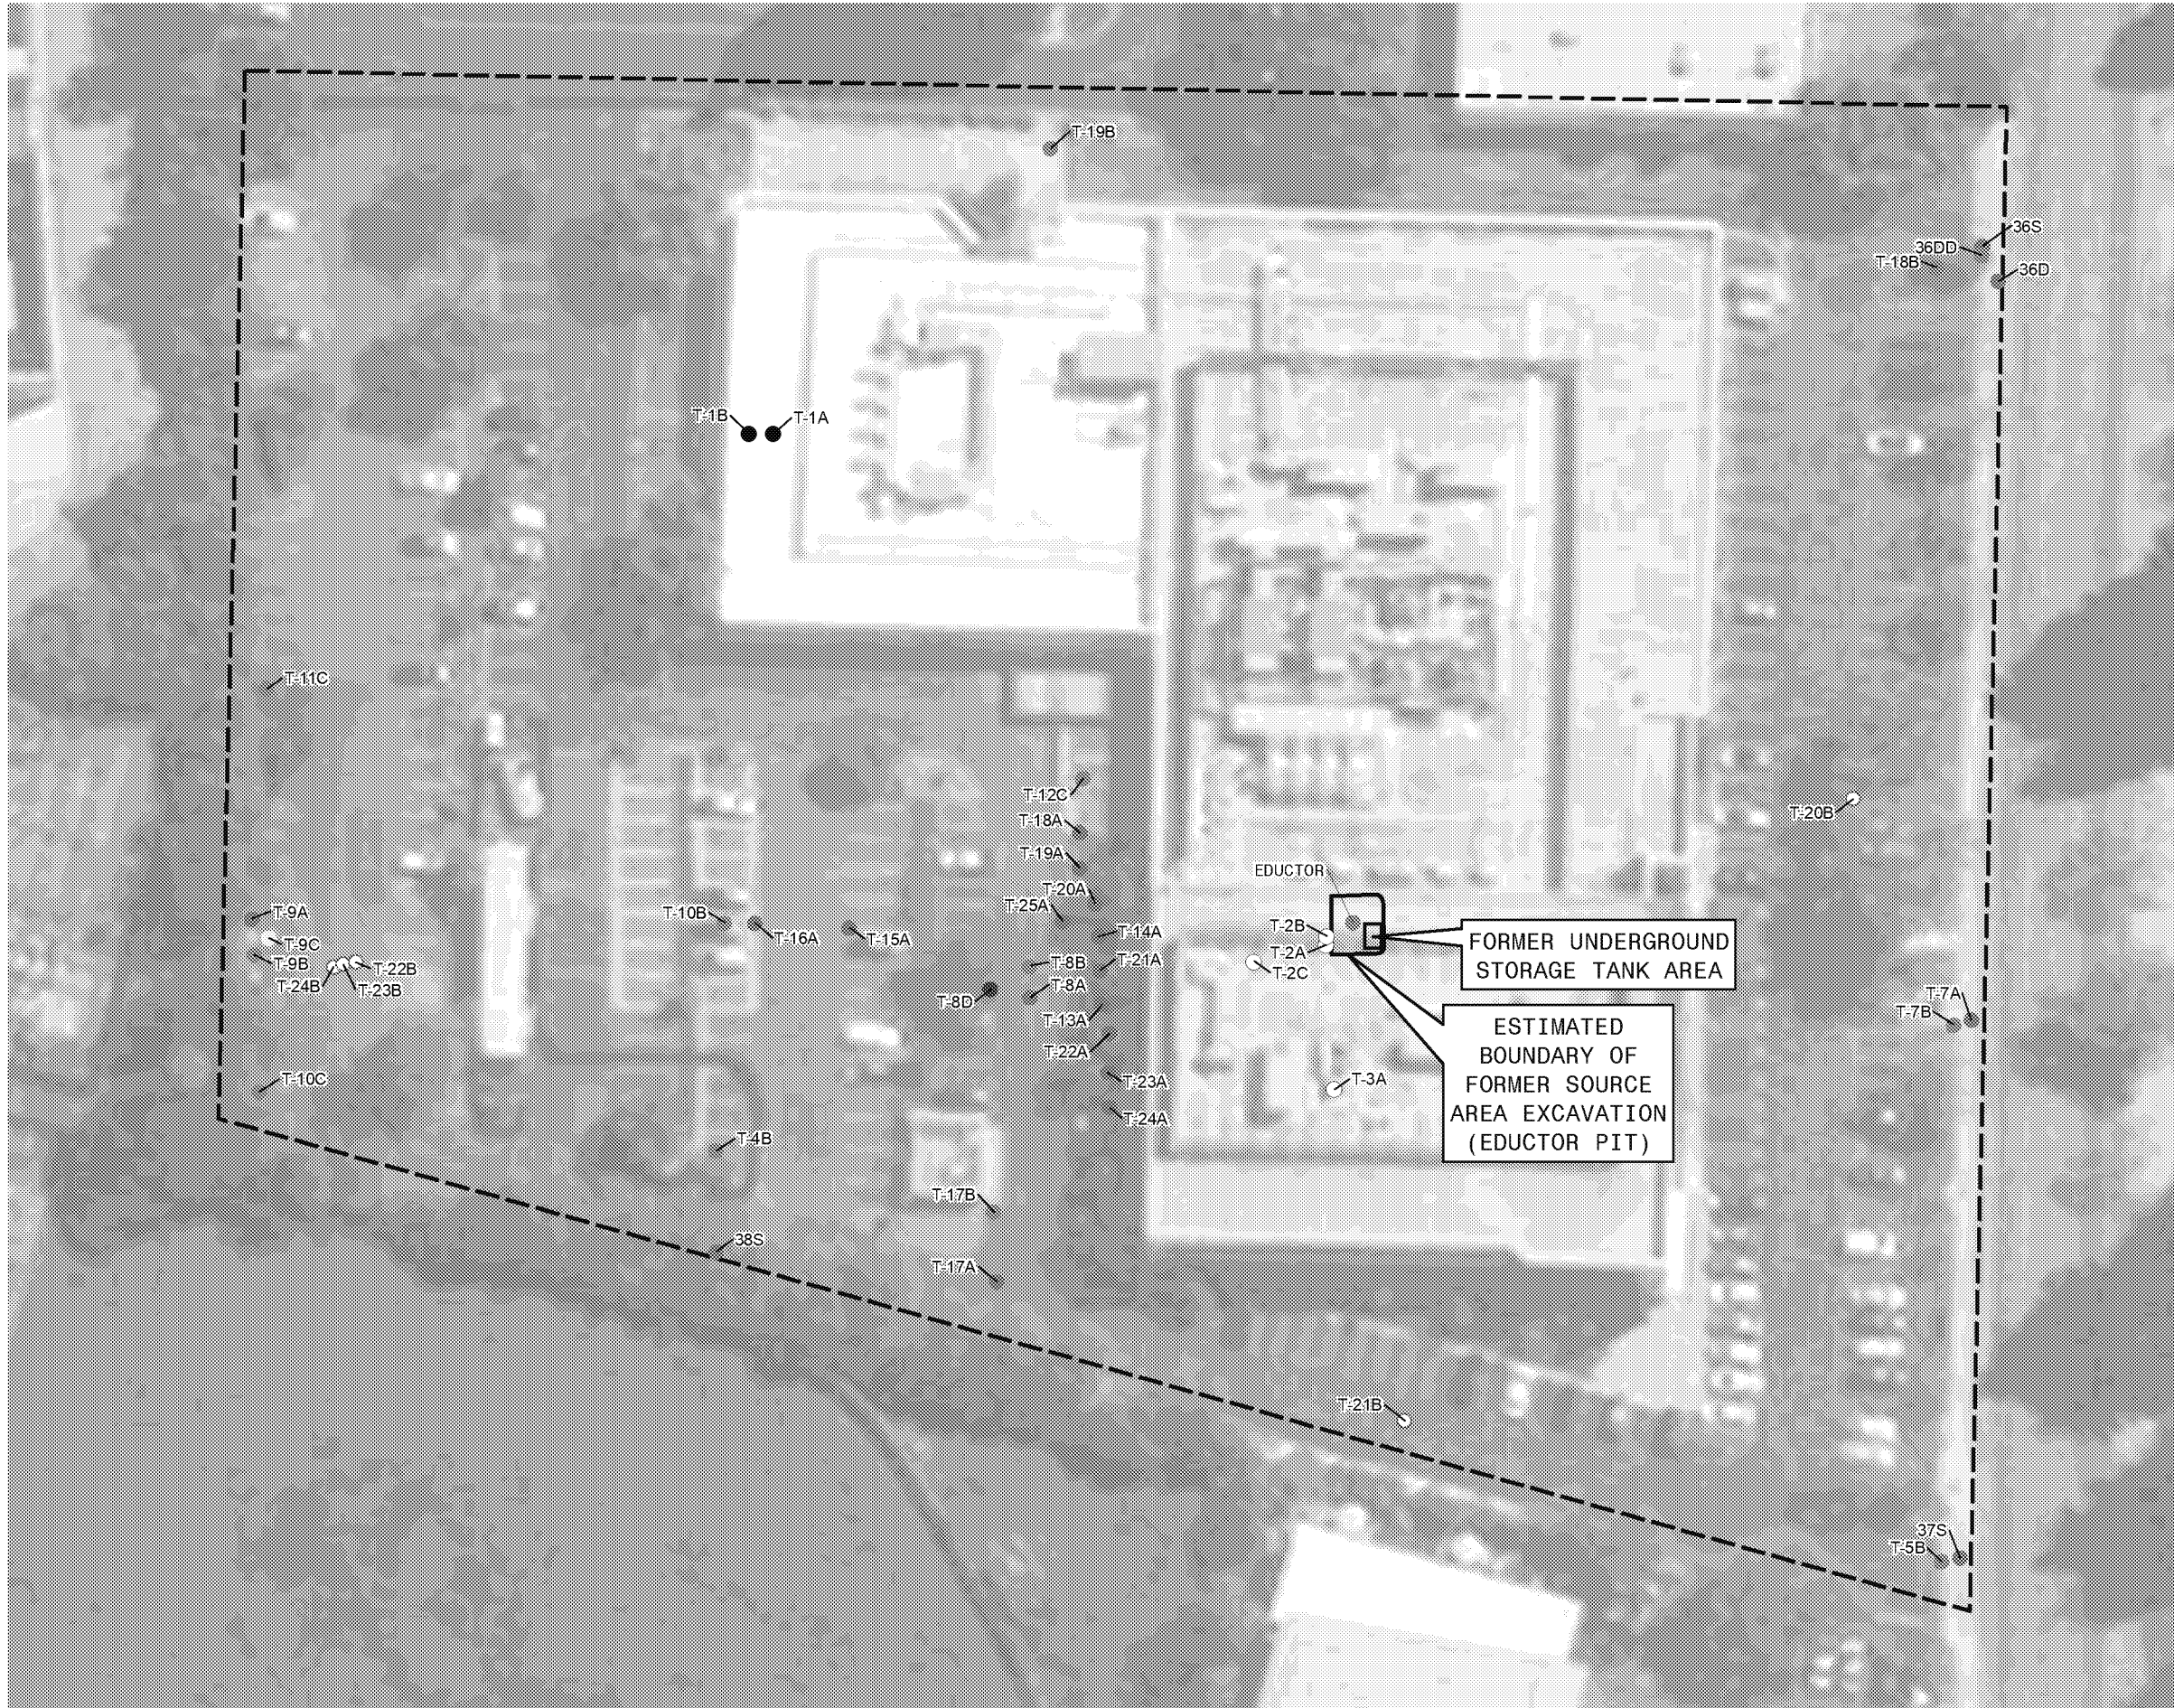 T-19B
36S
36DD
T-18B
36D
T-1B
T-1A
T-11C
T-12C
T-20B
T-18A
T-19A
EDUCTOR
T-20A
T-25A
T-9A
T-10B
T-16A
T-15A
T-14A
T-2B
T-2A
T-2C
FORMER UNDERGROUND
STORAGE TANK AREA
T-9C
T-9B
T-22B
T-24B
T-23B
T-8B
T-21A
T-8A
T-8D
T-7A
T-7B
T-13A
T-22A
ESTIMATED
BOUNDARY OF
FORMER SOURCE
AREA EXCAVATION
(EDUCTOR PIT)
T-10C
T-23A
T-3A
T-24A
T-4B
T-17B
38S
T-17A
T-21B
37S
T-5B